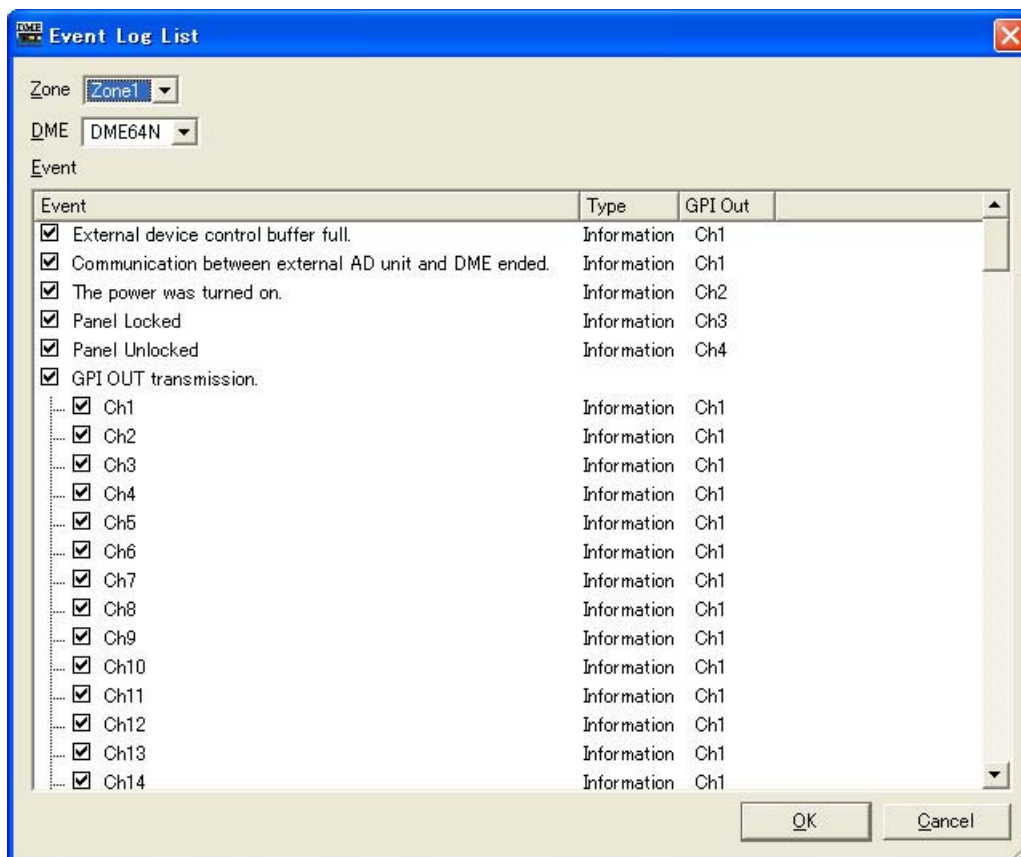 DME Event Log List
Zone Zone1
DME DME64N
Event
Event Type GPI Out
External device control buffer full. Information Ch1
Communication between external AD unit and DME ended. Information Ch1
The power was turned on. Information Ch2
Panel Locked Information Ch3
Panel Unlocked Information Ch4
GPI OUT transmission.
Ch1 Information Ch1
Ch2 Information Ch1
Ch3 Information Ch1
Ch4 Information Ch1
Ch5 Information Ch1
Ch6 Information Ch1
Ch7 Information Ch1
Ch8 Information Ch1
Ch9 Information Ch1
Ch10 Information Ch1
Ch11 Information Ch1
Ch12 Information Ch1
Ch13 Information Ch1
Ch14 Information Ch1
OK Cancel